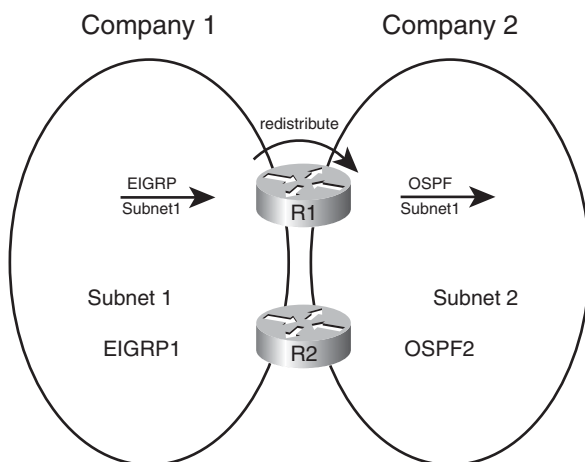 Company 1
Company 2
redistribute
EIGRP
Subnet1
R1
OSPF
Subnet1
Subnet 1
Subnet 2
EIGRP1
R2
OSPF2